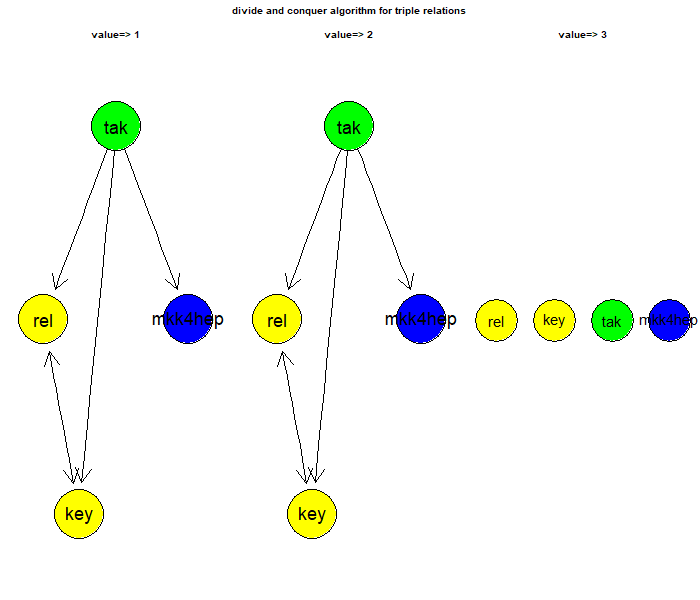 divide and conquer algorithm for triple relations
value=> 1
value=> 2
value=> 3
tak
tak
rel
mkk4hep
rel
mkk4hep
rel
key
tak
mkk4hep
key
key